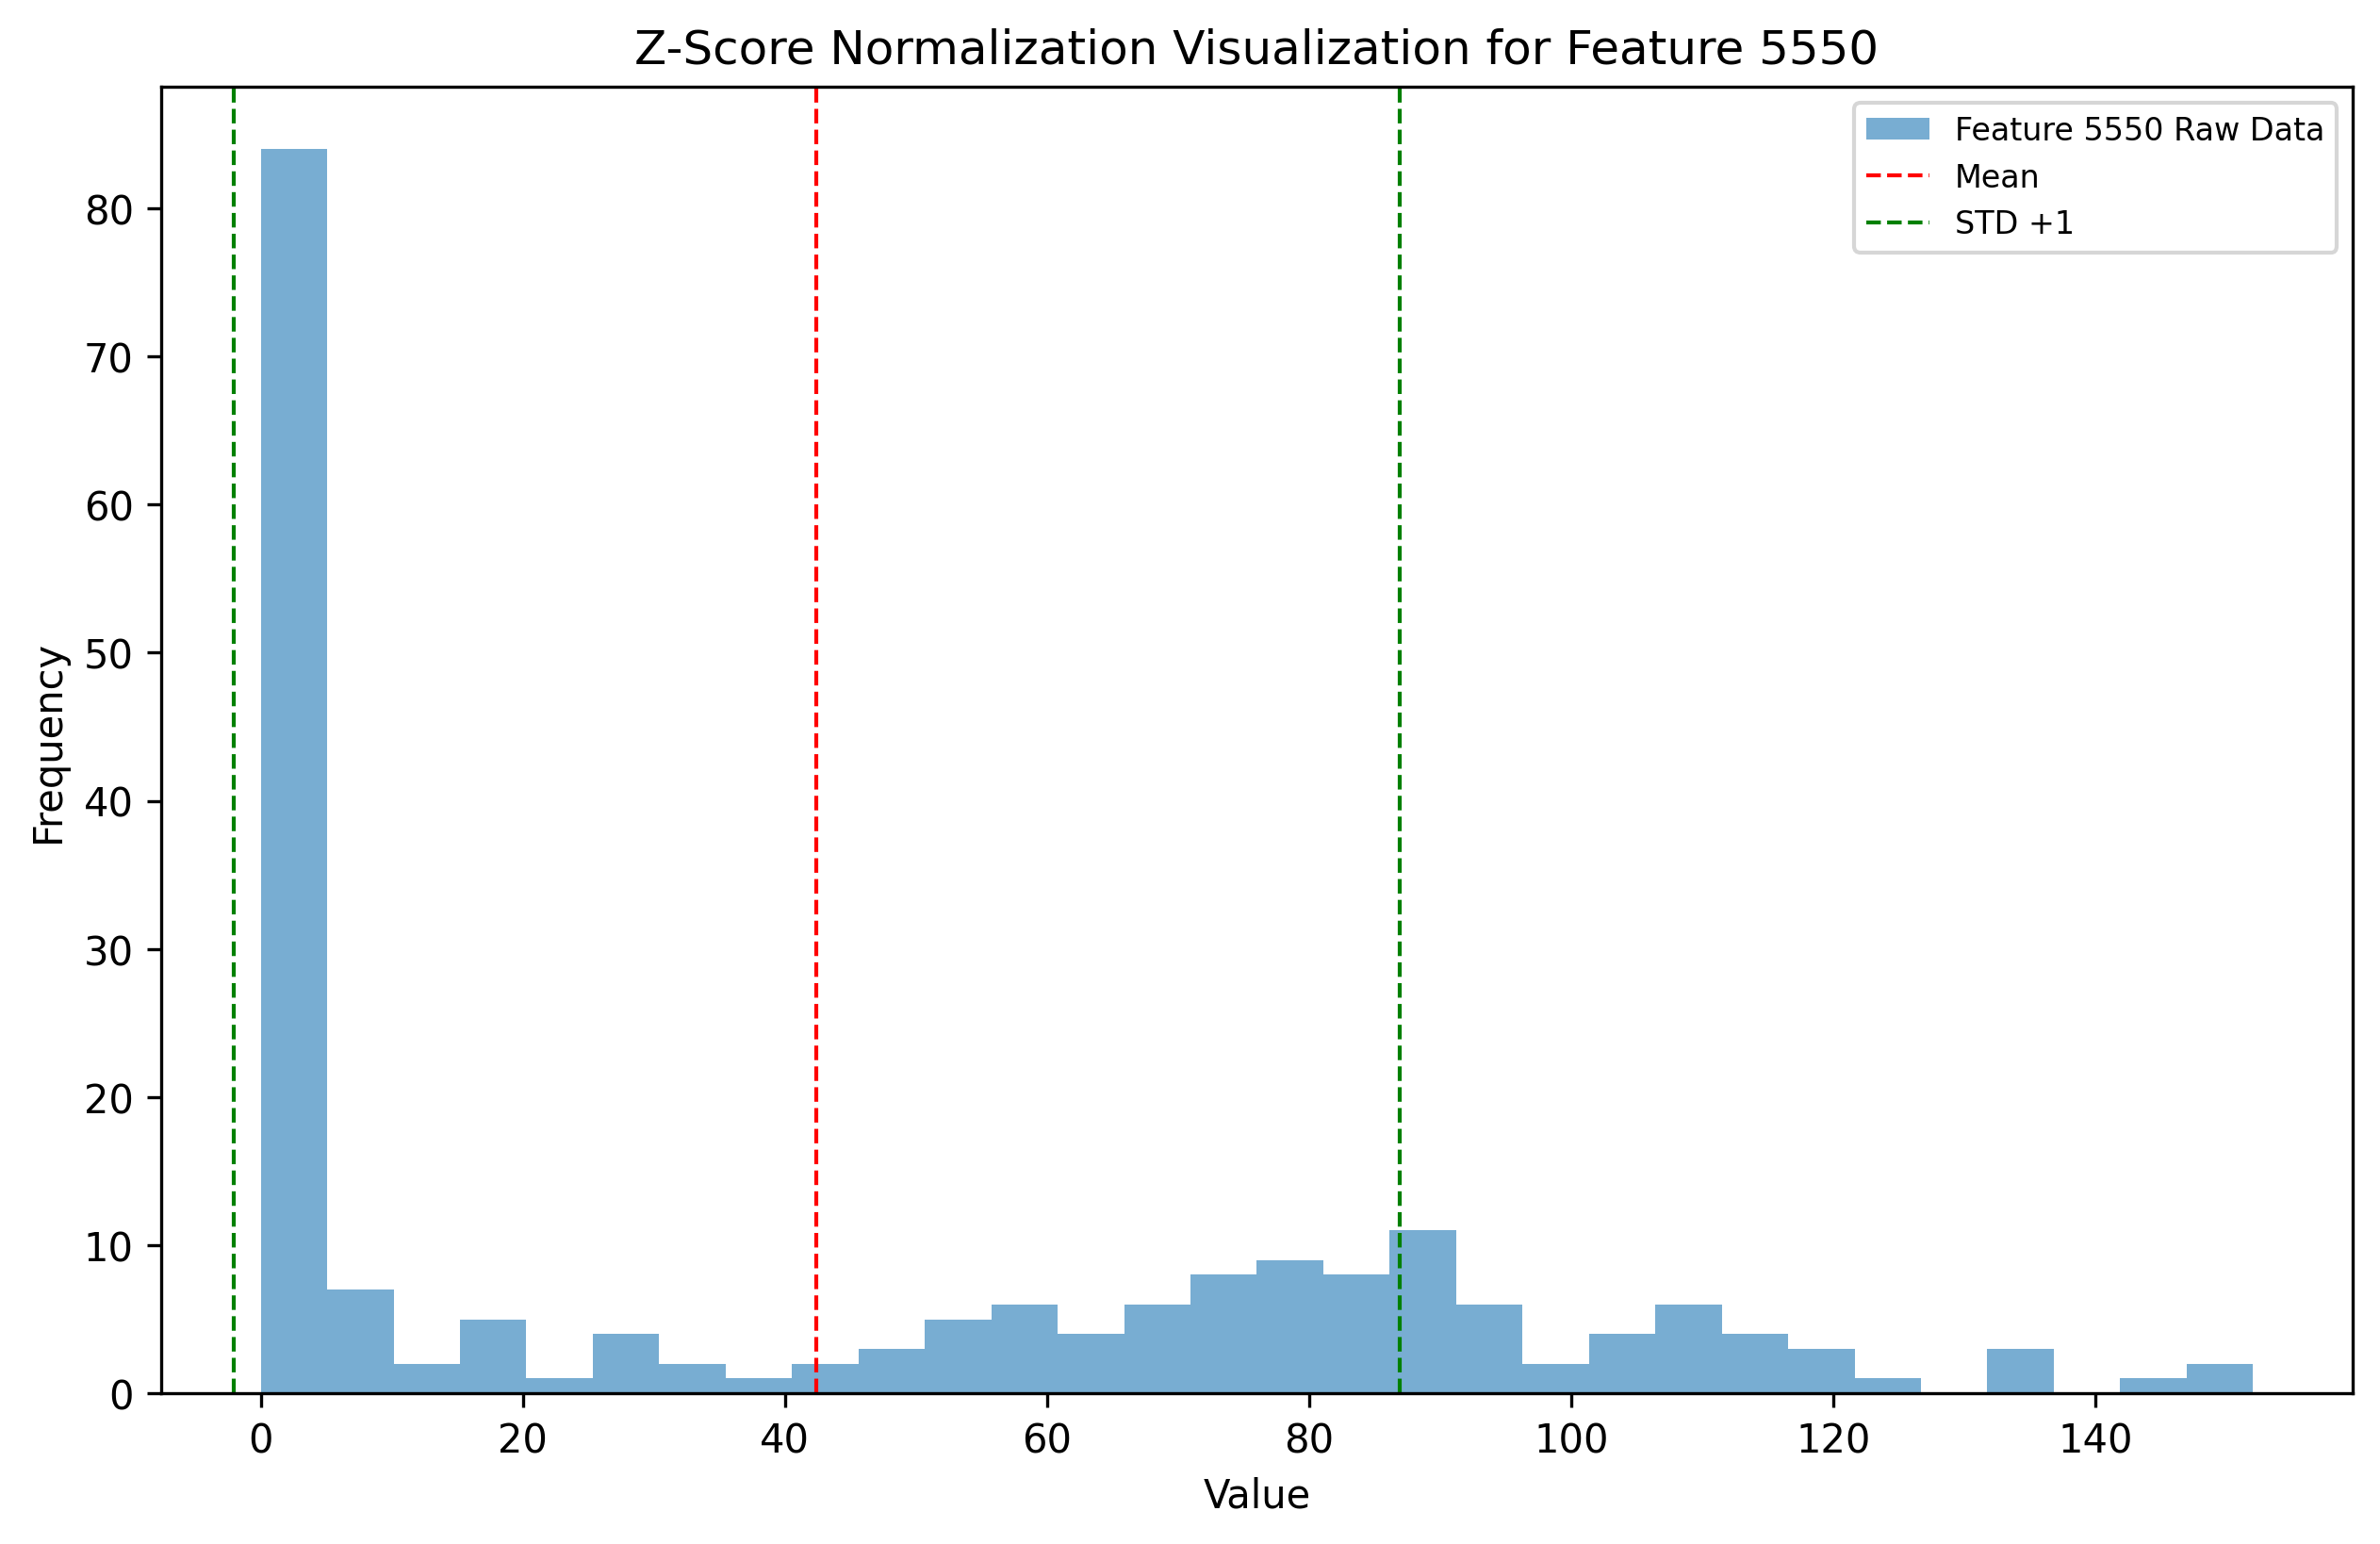 Z-Score Normalization Visualization for Feature 5550
Feature 5550 Raw Data
Mean
STD +1
Frequency
80
70
60
50
40
30
20
10
0
0 20 40 60 80 100 120 140
Value